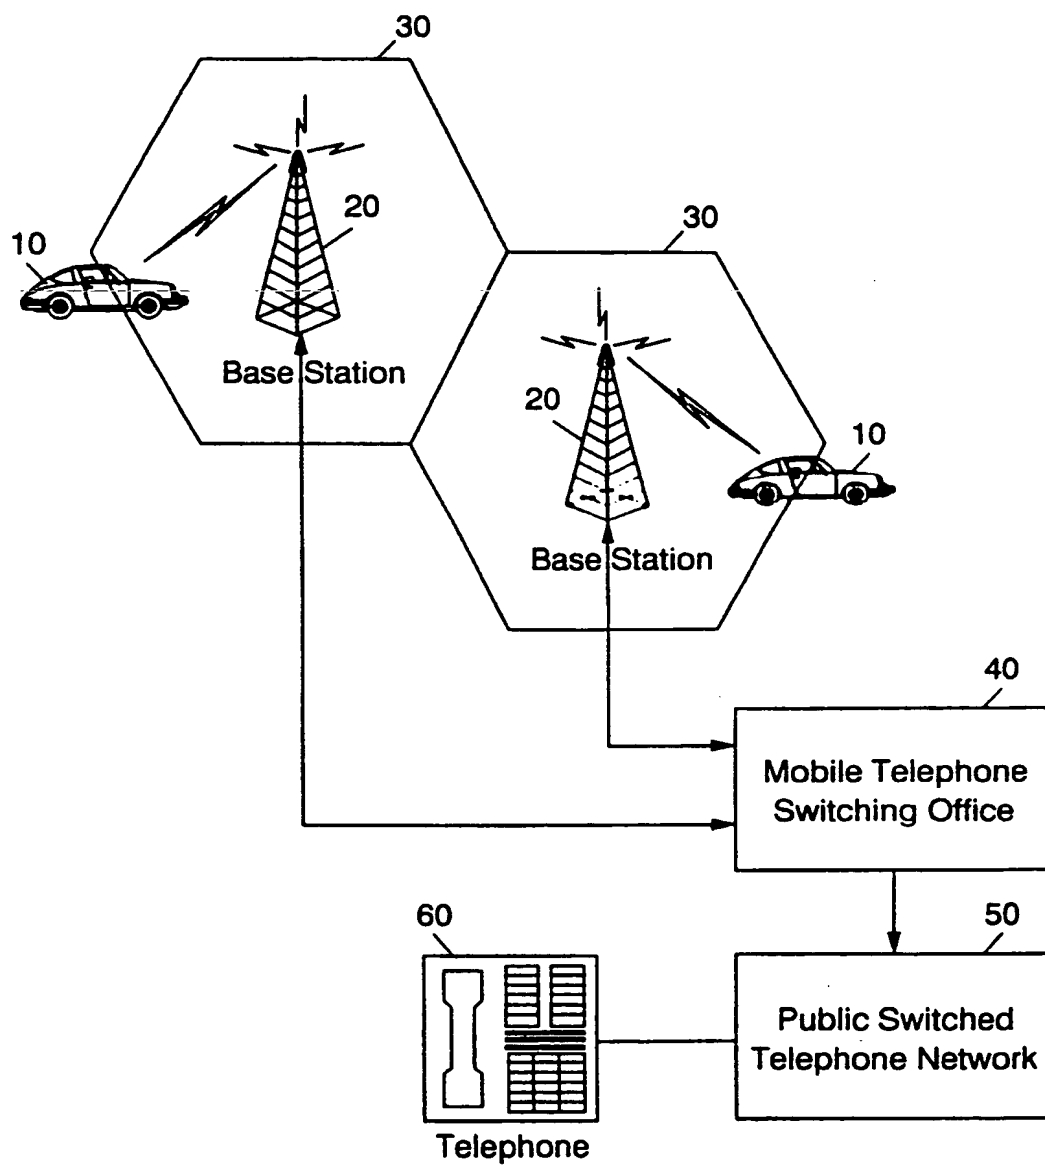 30
20
10
Base Station
30
20
10
Base Station
40
Mobile Telephone
Switching Office
60
50
Public Switched
Telephone Network
Telephone